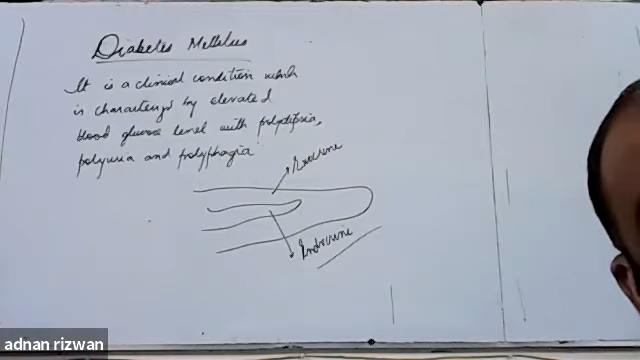 Diabetes Mellitus
It is a clinical condition which
is characterized by elevated
blood glucose level with polydipsia,
polyuria and polyphagia
Exocrine
Endocrine
adnan rizwan